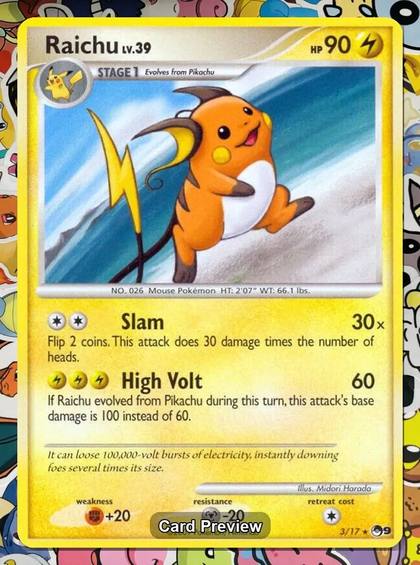 Raichu LV.39 HP 90
STAGE 1 Evolves from Pikachu
NO. 026 Mouse Pokémon HT: 2'07" WT: 66.1 lbs.
Slam 30x
Flip 2 coins. This attack does 30 damage times the number of
heads.
High Volt 60
If Raichu evolved from Pikachu during this turn, this attack's base
damage is 100 instead of 60.
It can loose 100,000-volt bursts of electricity, instantly downing
foes several times its size.
Illus. Midori Harada
weakness resistance retreat cost
+20 -20
Card Preview
3/17 ★ 9